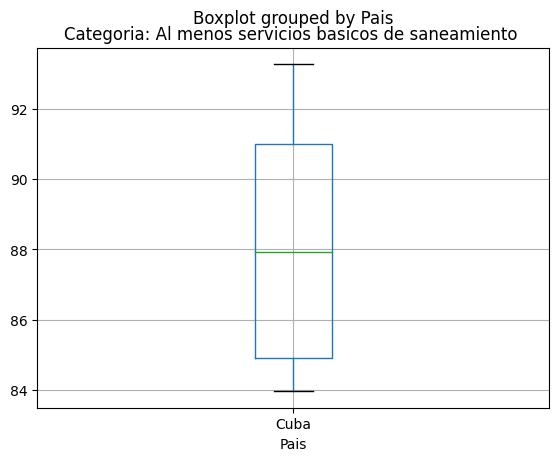 Boxplot grouped by Pais
Categoria: Al menos servicios basicos de saneamiento
92
90
88
86
84
Cuba
Pais